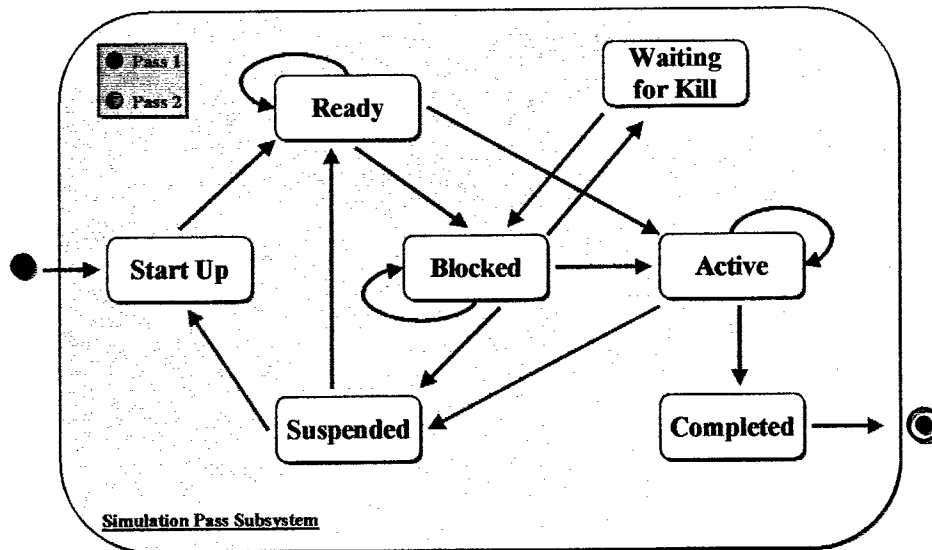 Pass 1
Pass 2
Ready
Waiting
for Kill
Start Up
Blocked
Active
Suspended
Completed
Simulation Pass Subsystem